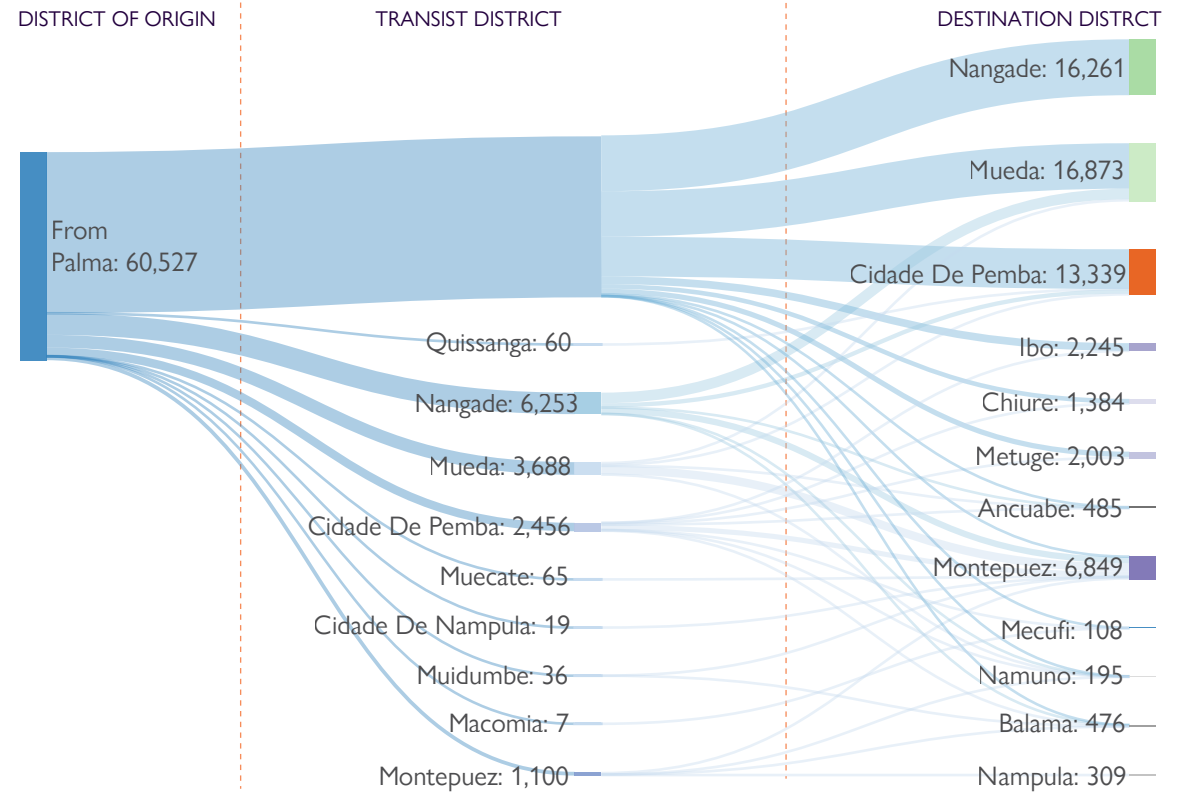 DISTRICT OF ORIGIN
TRANSIST DISTRICT
DESTINATION DISTRCT
From
Palma: 60,527
Quissanga: 60
Nangade: 6,253
Mueda: 3,688
Cidade De Pemba: 2,456
Muecate: 65
Cidade De Nampula: 19
Muidumbe: 36
Macomia: 7
Montepuez: 1,100
Nangade: 16,261
Mueda: 16,873
Cidade De Pemba: 13,339
Ibo: 2,245
Chiure: 1,384
Metuge: 2,003
Ancuabe: 485
Montepuez: 6,849
Mecufi: 108
Namuno: 195
Balama: 476
Nampula: 309